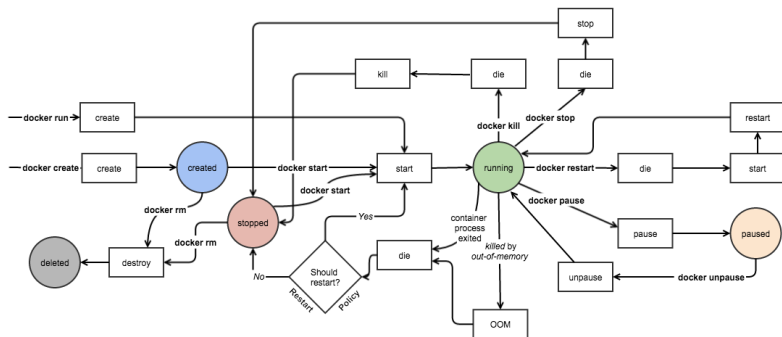 stop
kill
die
die
docker run
create
docker kill
docker stop
restart
docker create
create
created
docker start
start
running
docker restart
die
start
docker start
docker rm
stopped
docker pause
Yes
container
process
exited
docker rm
killed by
out-of-memory
pause
paused
deleted
destroy
No
Should
restart?
Restart
Policy
die
unpause
docker unpause
OOM